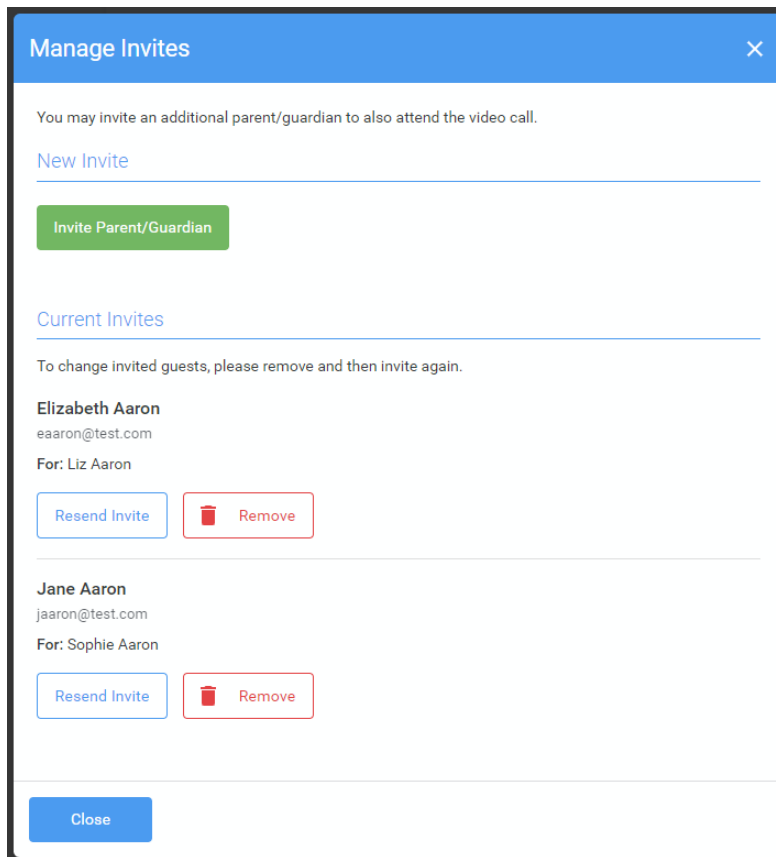 Manage Invites
You may invite an additional parent/guardian to also attend the video call.
New Invite
Invite Parent/Guardian
Current Invites
To change invited guests, please remove and then invite again.
Elizabeth Aaron
eaaron@test.com
For: Liz Aaron
Resend Invite Remove
Jane Aaron
jaaron@test.com
For: Sophie Aaron
Resend Invite Remove
Close